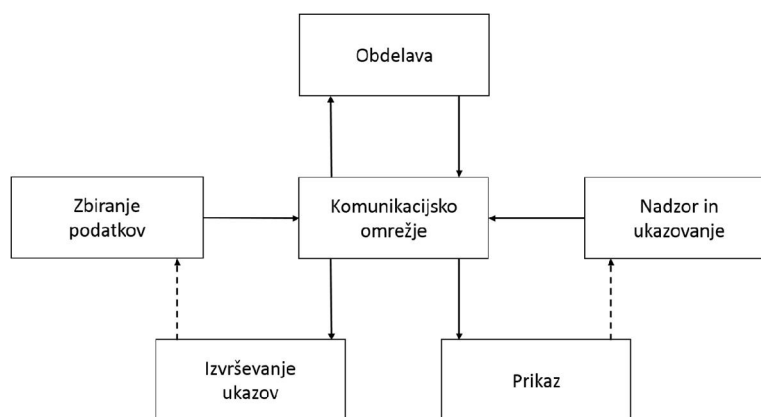 Obdelava
Zbiranje
podatkov
Komunikacijsko
omrežje
Nadzor in
ukazovanje
Izvrševanje
ukazov
Prikaz